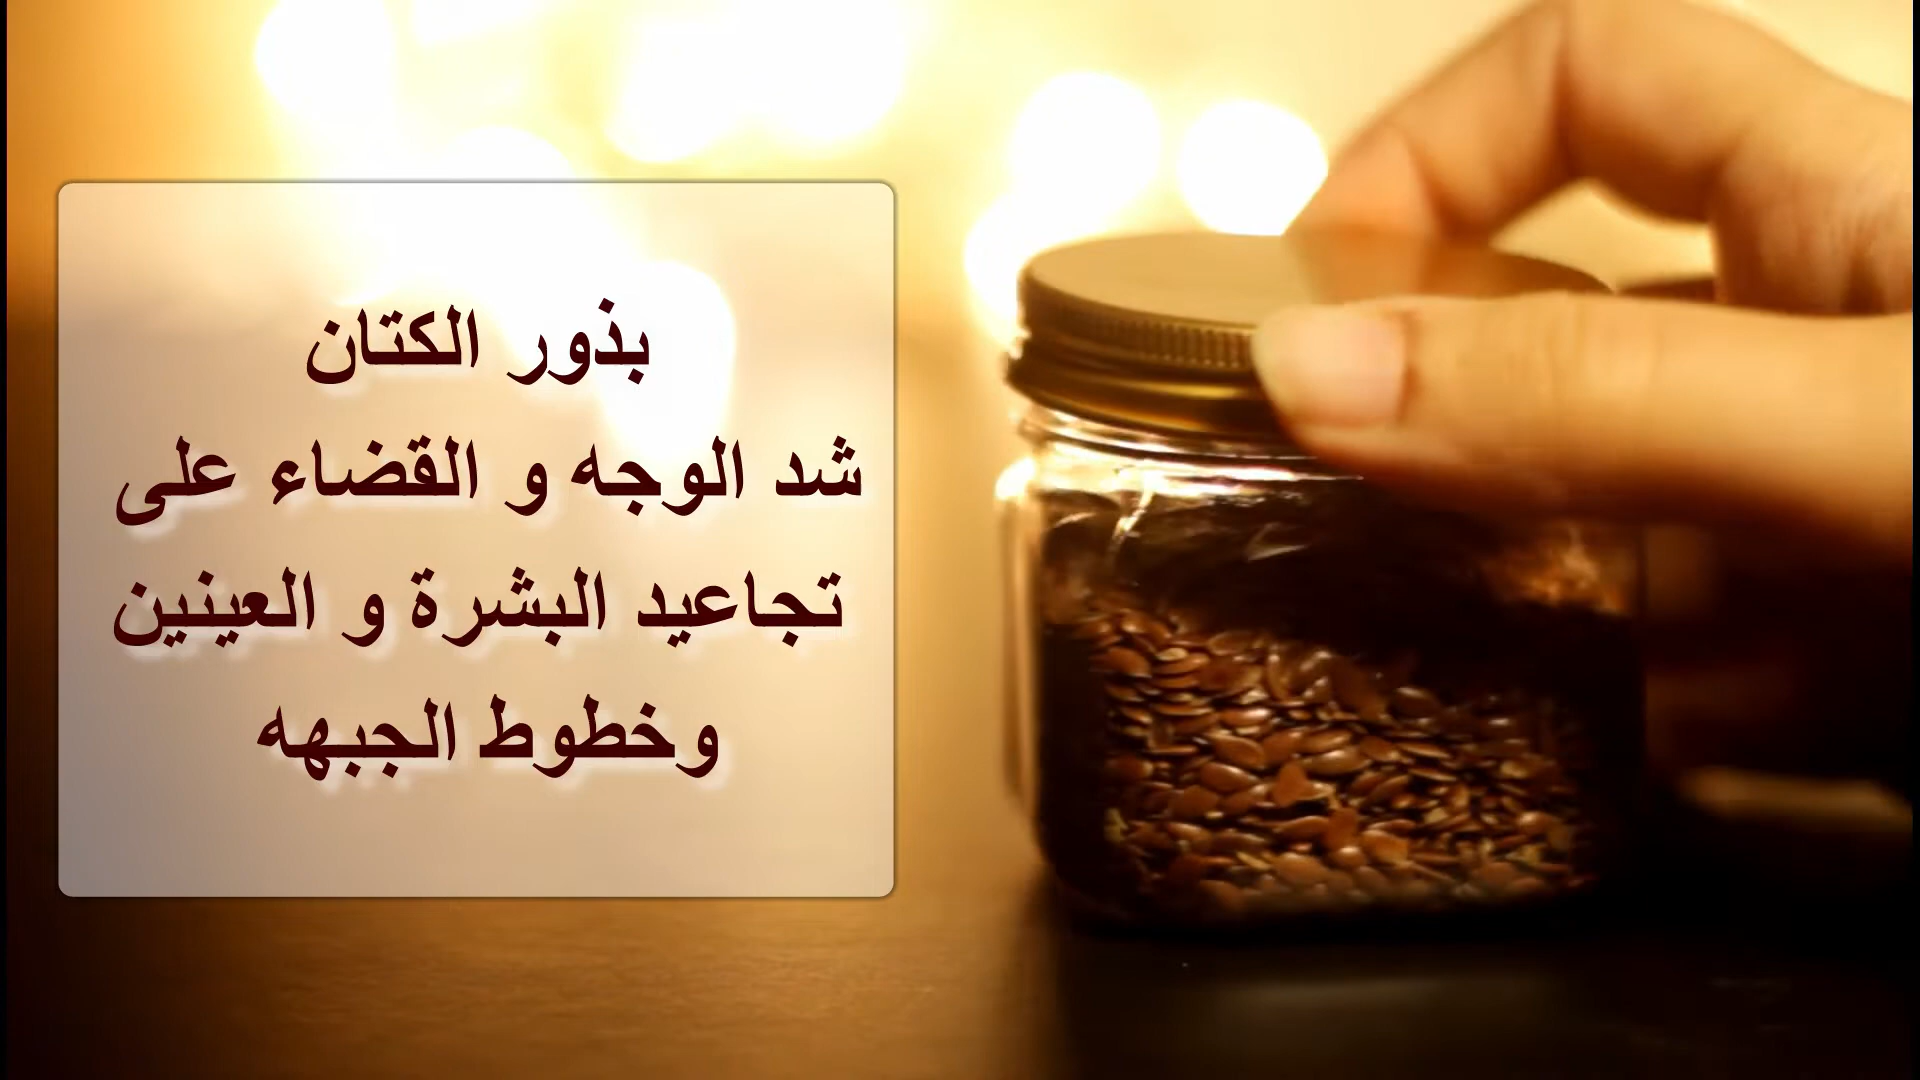 بذور الكتان
شد الوجه و القضاء على
تجاعيد البشرة و العينين
وخطوط الجبهه